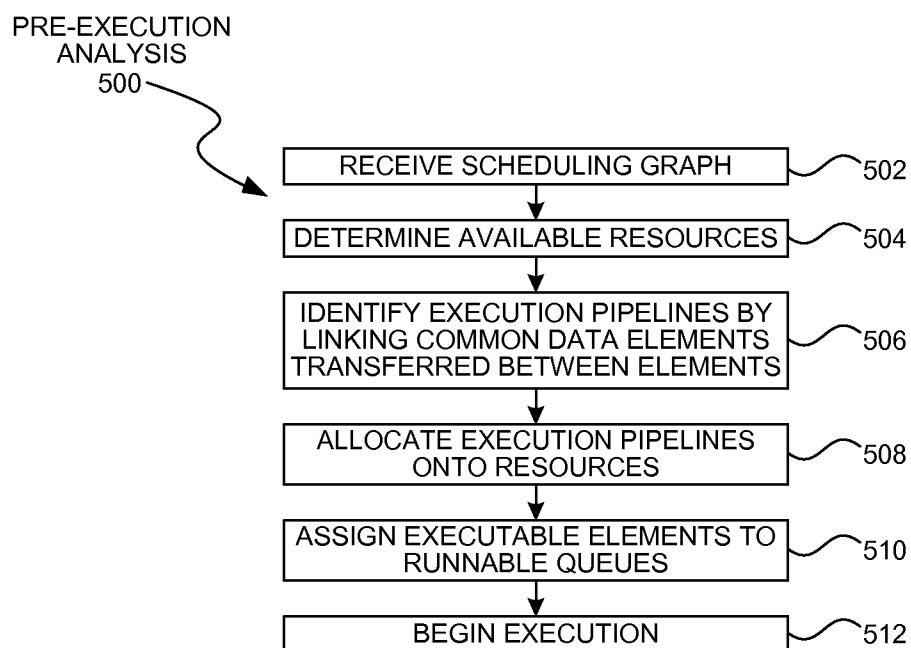 PRE-EXECUTION
ANALYSIS
500
RECEIVE SCHEDULING GRAPH
502
DETERMINE AVAILABLE RESOURCES
504
IDENTIFY EXECUTION PIPELINES BY
LINKING COMMON DATA ELEMENTS
TRANSFERRED BETWEEN ELEMENTS
506
ALLOCATE EXECUTION PIPELINES
ONTO RESOURCES
508
ASSIGN EXECUTABLE ELEMENTS TO
RUNNABLE QUEUES
510
BEGIN EXECUTION
512